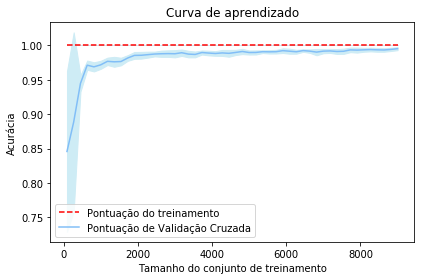 Curva de aprendizado
1.00
0.95
0.90
0.85
0.80
0.75
Acurácia
Pontuação do treinamento
Pontuação de Validação Cruzada
0 2000 4000 6000 8000
Tamanho do conjunto de treinamento